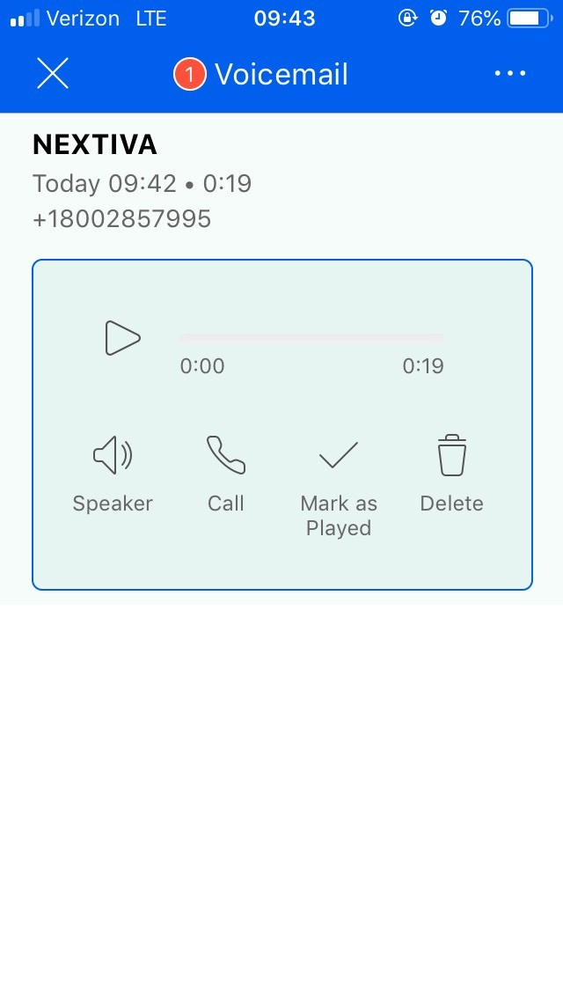 Verizon LTE 09:43 76%
1 Voicemail
NEXTIVA
Today 09:42 • 0:19
+18002857995
0:00 0:19
Speaker Call Mark as Played Delete